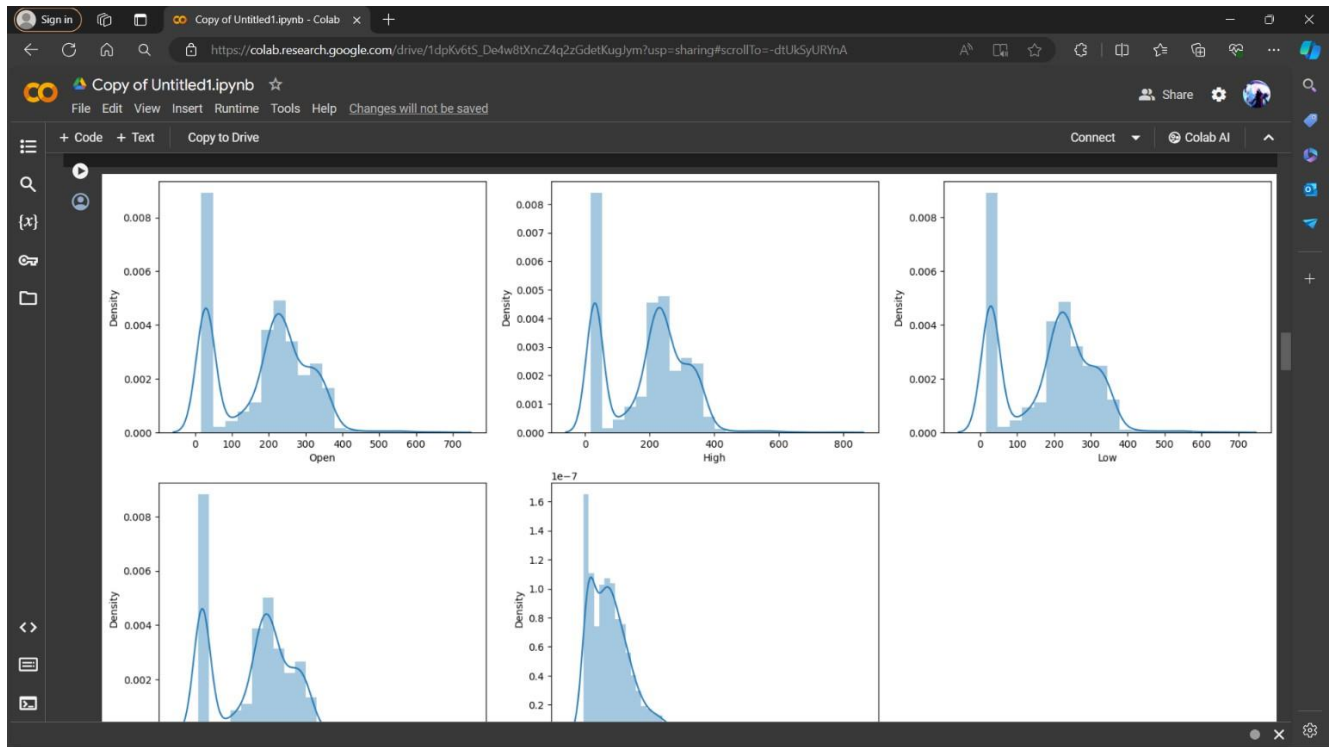 Sign in
Copy of Untitled1.ipynb - Colab
https://colab.research.google.com/drive/1dpKv6tS_De4w8tXncZ4q2zGdetKugJym?usp=sharing#scrollTo=-dtUkSyURYnA
Copy of Untitled1.ipynb
File Edit View Insert Runtime Tools Help Changes will not be saved
Share
+ Code + Text Copy to Drive
Connect Colab AI
{x}
0.008
0.006
0.004
0.002
0.000
Density
0 100 200 300 400 500 600 700
Open
0.008
0.007
0.006
0.005
0.004
0.003
0.002
0.001
0.000
Density
0 200 400 600 800
High
0.008
0.006
0.004
0.002
0.000
Density
0 100 200 300 400 500 600 700
Low
0.008
0.006
0.004
0.002
Density
1e-7
1.6
1.4
1.2
1.0
0.8
0.6
0.4
0.2
Density